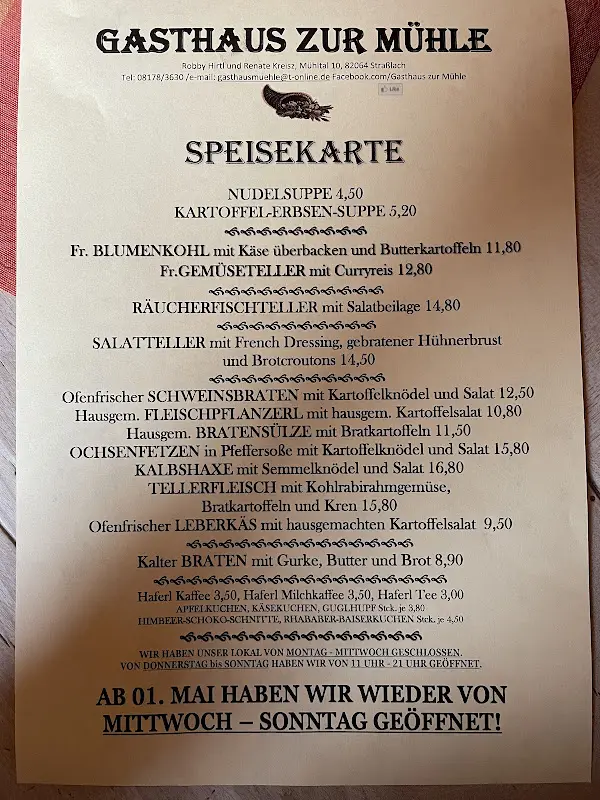 GASTHAUS ZUR MÜHLE
Robby Hirtl und Renate Kreisz, Mühltal 10, 82064 Straßlach
Tel: 08178/3630 /e-mail: gasthausmuehle@t-online.de Facebook.com/Gasthaus zur Mühle
Like
SPEISEKARTE
NUDELSUPPE 4,50
KARTOFFEL-ERBSEN-SUPPE 5,20
Fr. BLUMENKOHL mit Käse überbacken und Butterkartoffeln 11,80
Fr.GEMÜSETELLER mit Curryreis 12,80
RÄUCHERFISCHTELLER mit Salatbeilage 14,80
SALATTELLER mit French Dressing, gebratener Hühnerbrust
und Brotcroutons 14,50
Ofenfrischer SCHWEINSBRATEN mit Kartoffelknödel und Salat 12,50
Hausgem. FLEISCHPFLANZERL mit hausgem. Kartoffelsalat 10,80
Hausgem. BRATENSÜLZE mit Bratkartoffeln 11,50
OCHSENFETZEN in Pfeffersoße mit Kartoffelknödel und Salat 15,80
KALBSHAXE mit Semmelknödel und Salat 16,80
TELLERFLEISCH mit Kohlrabirahmgemüse,
Bratkartoffeln und Kren 15,80
Ofenfrischer LEBERKÄS mit hausgemachten Kartoffelsalat 9,50
Kalter BRATEN mit Gurke, Butter und Brot 8,90
Haferl Kaffee 3,50, Haferl Milchkaffee 3,50, Haferl Tee 3,00
APFELKUCHEN, KÄSEKUCHEN, GUGLHUPF Stck. je 3,80
HIMBEER-SCHOKO-SCHNITTE, RHABABER-BAISERKUCHEN Stck. je 4,50
WIR HABEN UNSER LOKAL VON MONTAG - MITTWOCH GESCHLOSSEN.
VON DONNERSTAG bis SONNTAG HABEN WIR VON 11 UHR - 21 UHR GEÖFFNET.
AB 01. MAI HABEN WIR WIEDER VON
MITTWOCH – SONNTAG GEÖFFNET!